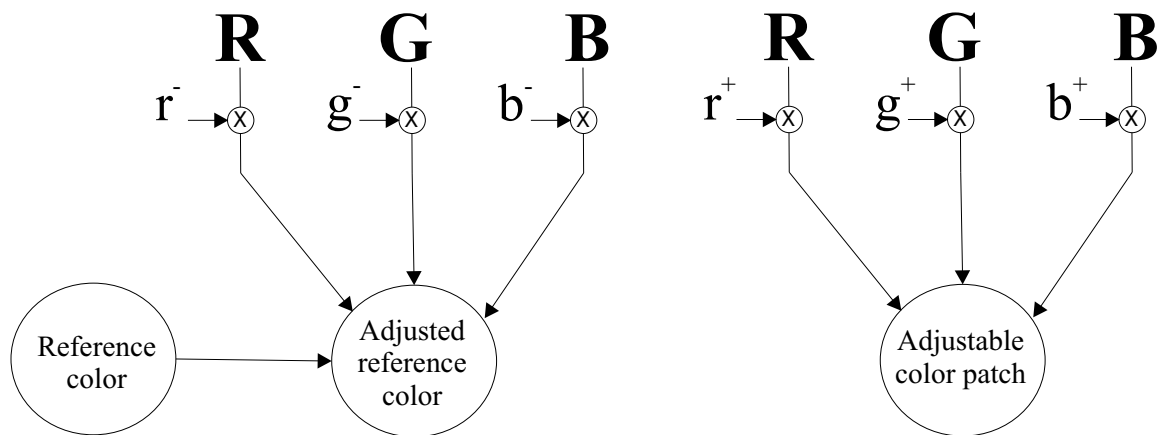 R G B R G B
r⁻ X g⁻ X b⁻ X r⁺ X g⁺ X b⁺ X
Reference
color
Adjusted
reference
color
Adjustable
color patch